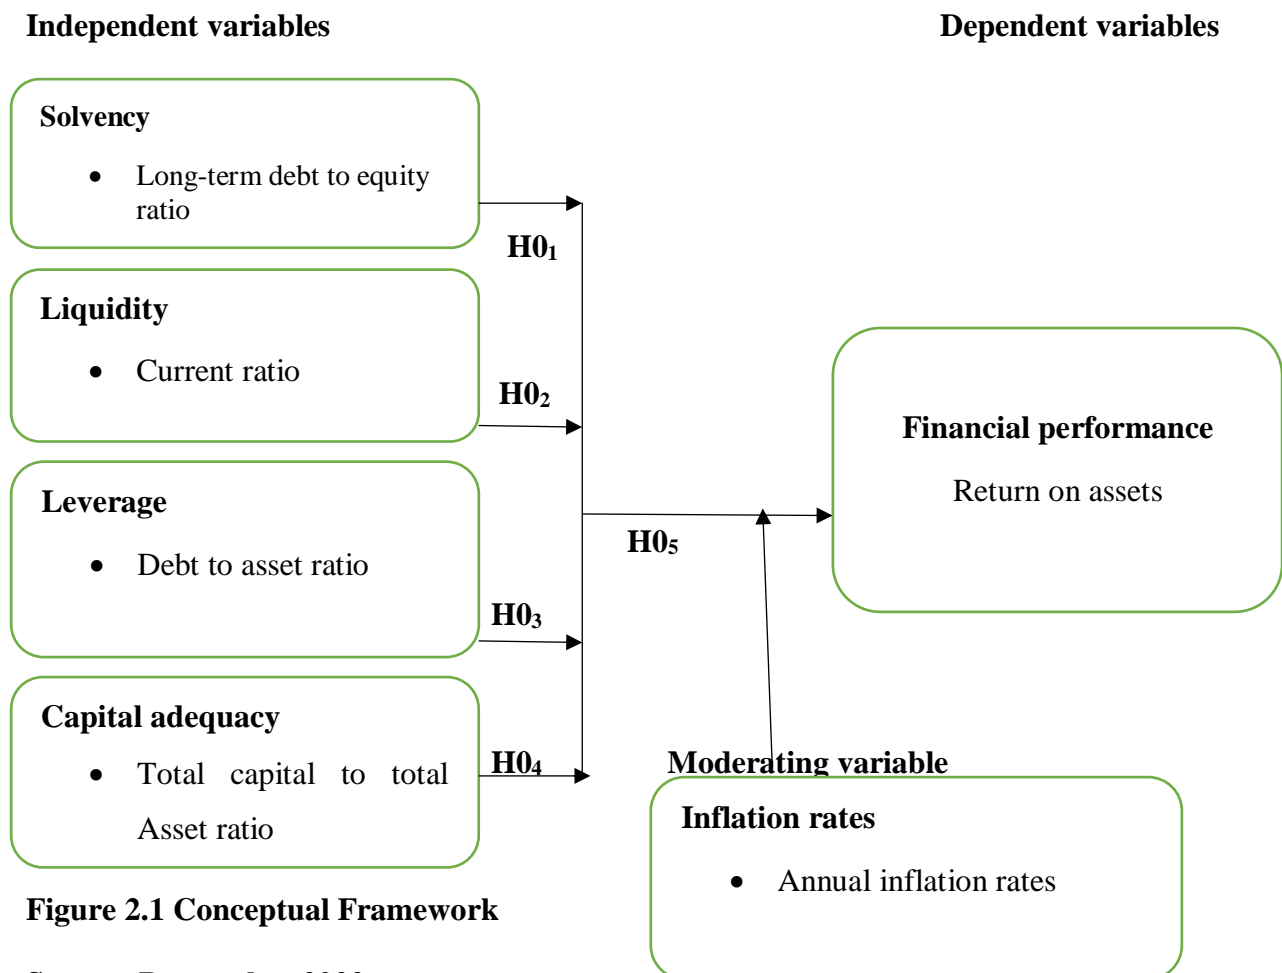 Independent variables
Dependent variables
Solvency
• Long-term debt to equity
ratio
H0₁
Liquidity
• Current ratio
H0₂
Leverage
• Debt to asset ratio
H0₃
Capital adequacy
• Total capital to total
Asset ratio
H0₄
H0₅
Financial performance
Return on assets
Moderating variable
Inflation rates
• Annual inflation rates
Figure 2.1 Conceptual Framework